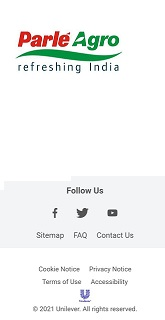 Parle Agro
refreshing India
Follow Us
Sitemap FAQ Contact Us
Cookie Notice Privacy Notice
Terms of Use Accessibility
Unilever
© 2021 Unilever. All rights reserved.